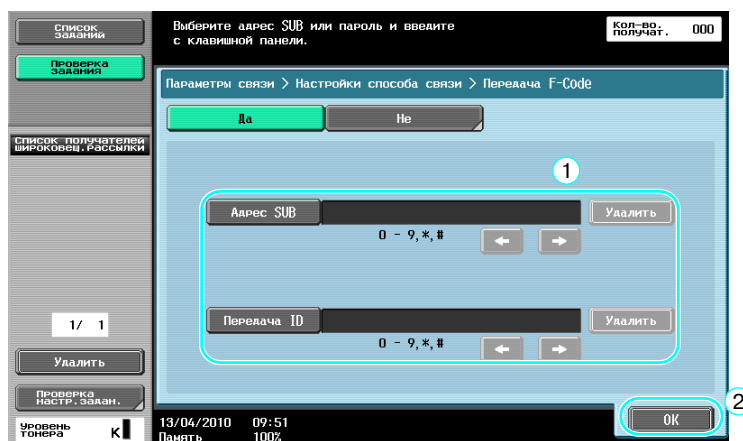 Список
заданий
Выберите адрес SUB или пароль и введите
с клавишной панели.
Кол-во.
получат.
000
Проверка
задания
Параметры связи > Настройки способа связи > Передача F-Code
Да
Не
Список получателей
широковещ.рассылки
1
Адрес SUB
Удалить
0 - 9,*,#
← →
Передача ID
Удалить
0 - 9,*,#
← →
1/ 1
Удалить
Проверка
настр.задан.
2
OK
Уровень
тонера
K
13/04/2010 09:51
Память 100%